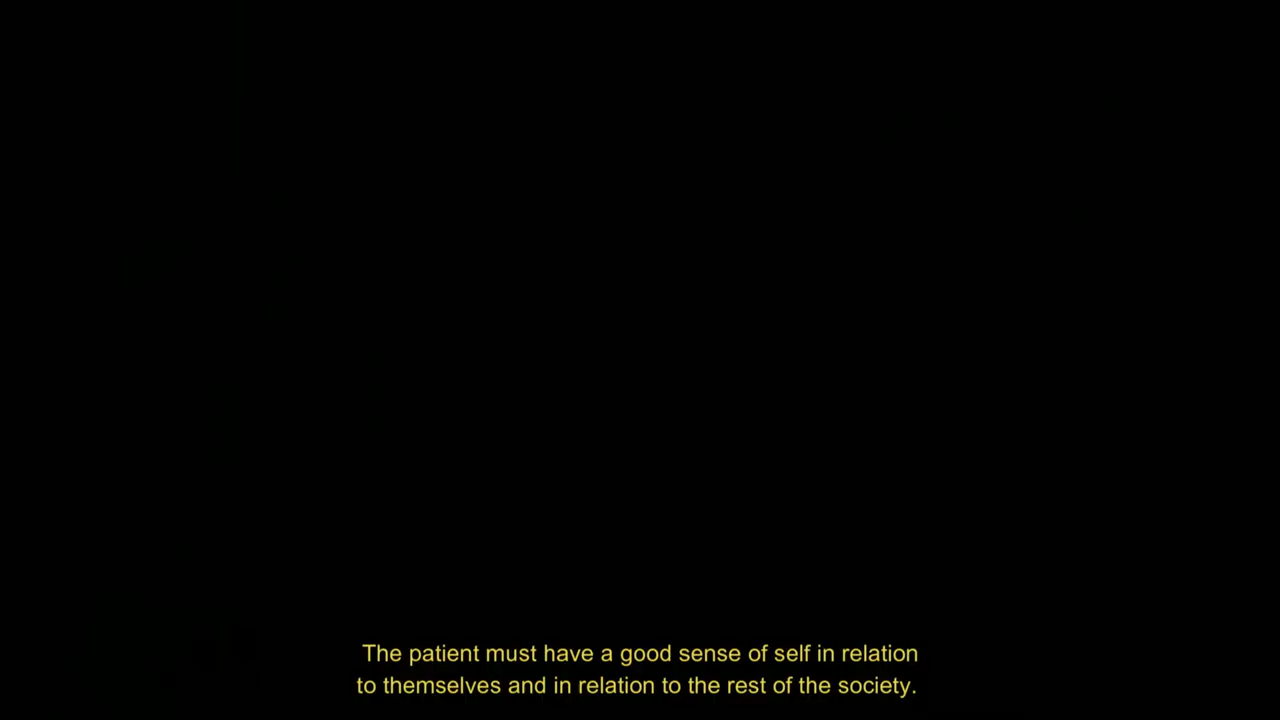 The patient must have a good sense of self in relation
to themselves and in relation to the rest of the society.